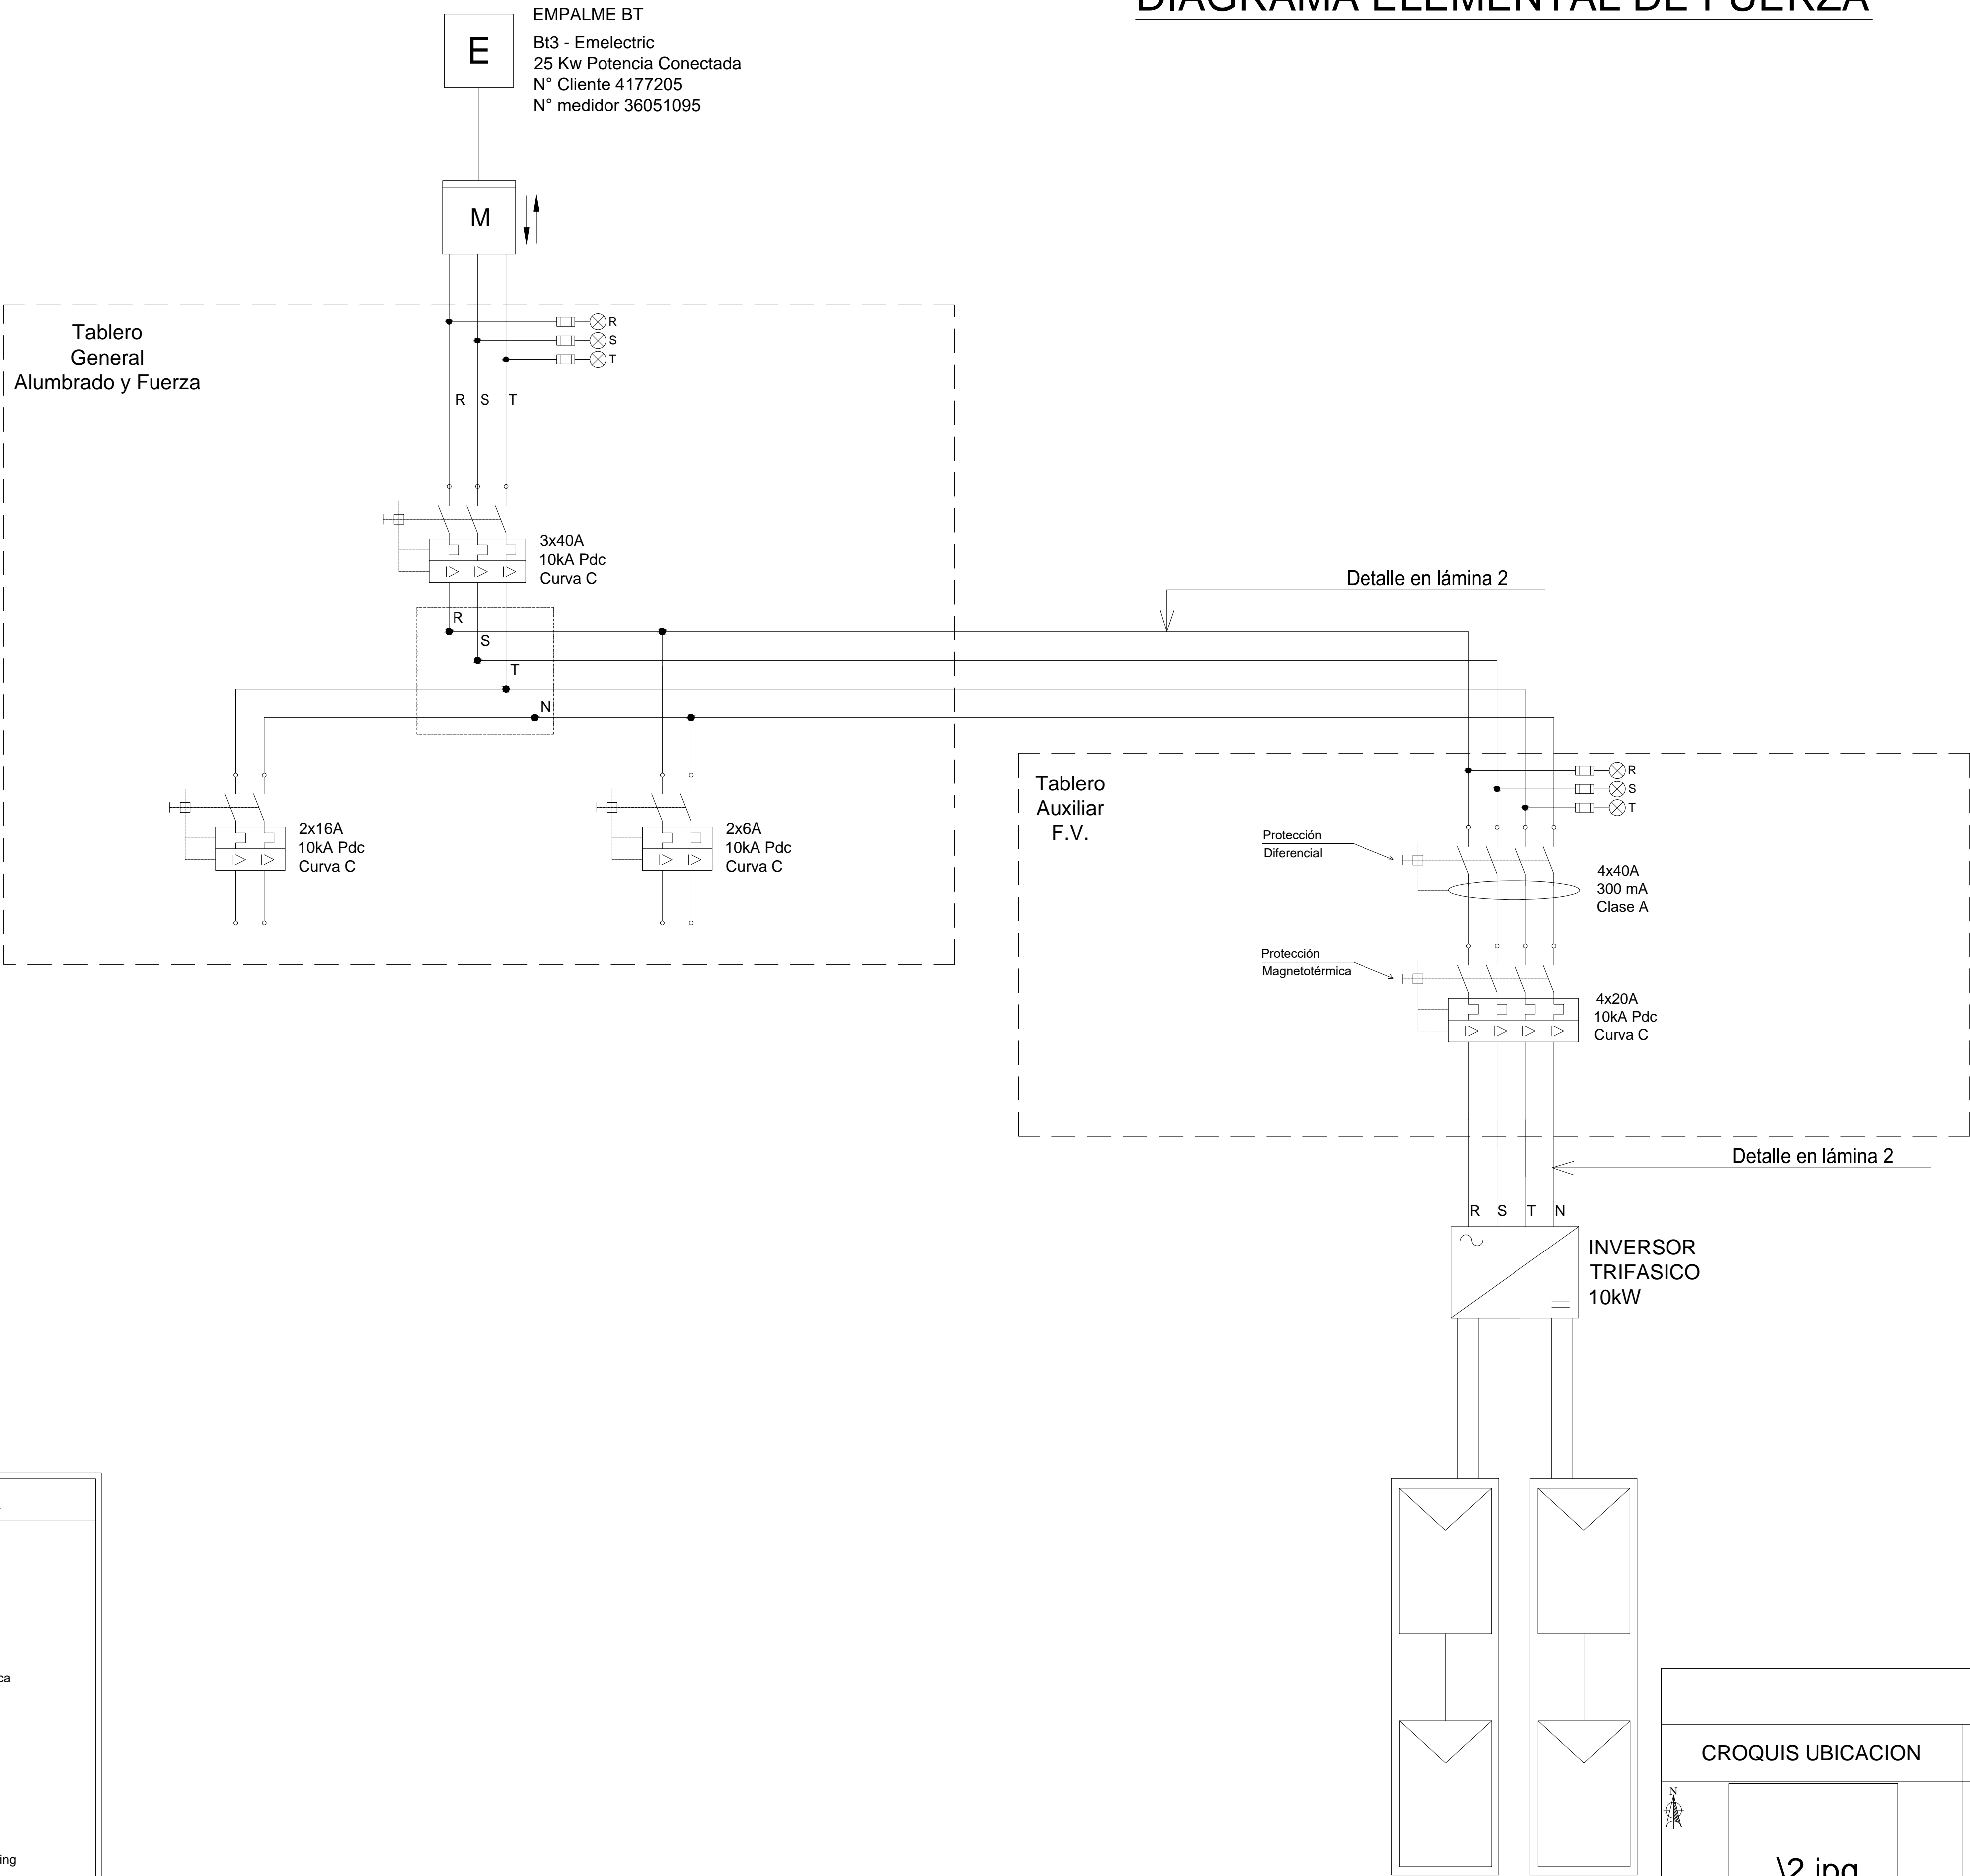 DIAGRAMA ELEMENTAL DE FUERZA
EMPALME BT
E
Bt3 - Emelectric
25 Kw Potencia Conectada
N° Cliente 4177205
N° medidor 36051095
M
Tablero
General
Alumbrado y Fuerza
R
S
T
R S T
3x40A
10kA Pdc
Curva C
R
S
T
N
Detalle en lámina 2
2x16A
10kA Pdc
Curva C
2x6A
10kA Pdc
Curva C
Tablero
Auxiliar
F.V.
R
S
T
Protección
Diferencial
4x40A
300 mA
Clase A
Protección
Magnetotérmica
4x20A
10kA Pdc
Curva C
Detalle en lámina 2
R S T N
INVERSOR
TRIFASICO
10kW
ca
ing
CROQUIS UBICACION
N
\2.jpg